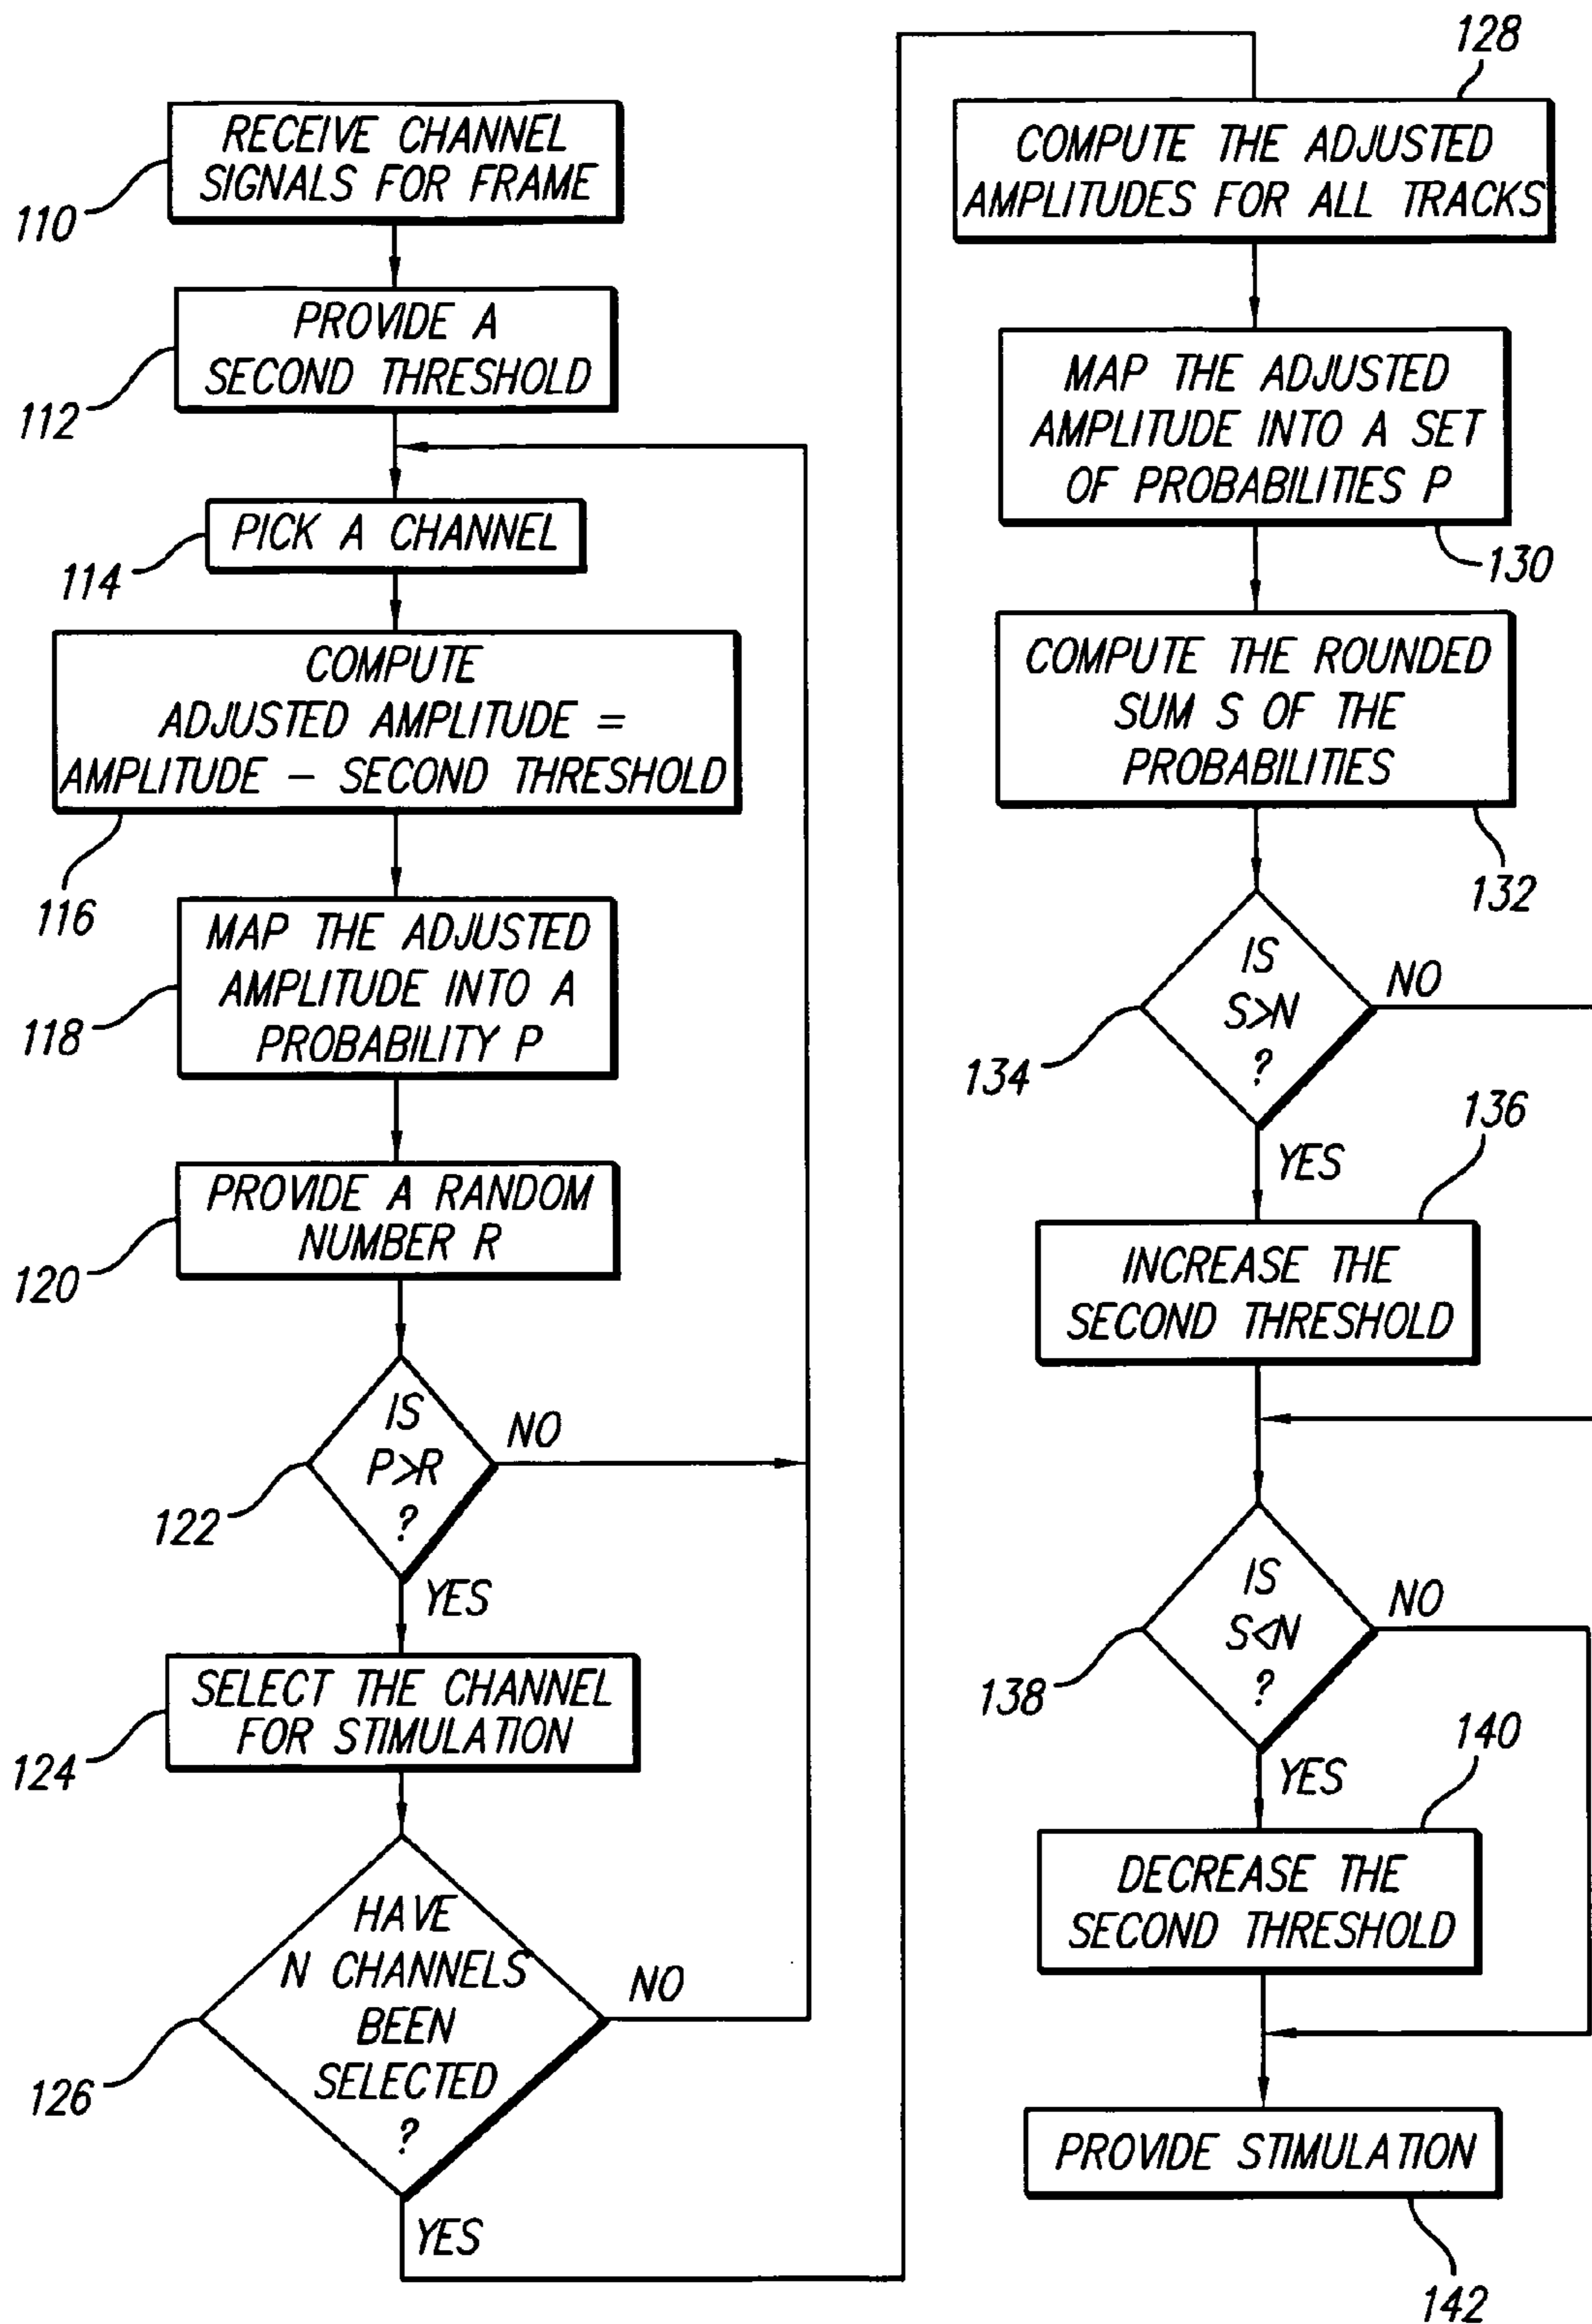 RECEIVE CHANNEL
SIGNALS FOR FRAME
110
PROVIDE A
SECOND THRESHOLD
112
PICK A CHANNEL
114
COMPUTE
ADJUSTED AMPLITUDE =
AMPLITUDE – SECOND THRESHOLD
116
MAP THE ADJUSTED
AMPLITUDE INTO A
PROBABILITY P
118
PROVIDE A RANDOM
NUMBER R
120
IS
P>R
?
NO
122
YES
SELECT THE CHANNEL
FOR STIMULATION
124
HAVE
N CHANNELS
BEEN
SELECTED
?
NO
126
YES
128
COMPUTE THE ADJUSTED
AMPLITUDES FOR ALL TRACKS
MAP THE ADJUSTED
AMPLITUDE INTO A SET
OF PROBABILITIES P
130
COMPUTE THE ROUNDED
SUM S OF THE
PROBABILITIES
132
IS
S>N
?
NO
134
YES
136
INCREASE THE
SECOND THRESHOLD
IS
S<N
?
NO
138
YES
140
DECREASE THE
SECOND THRESHOLD
PROVIDE STIMULATION
142